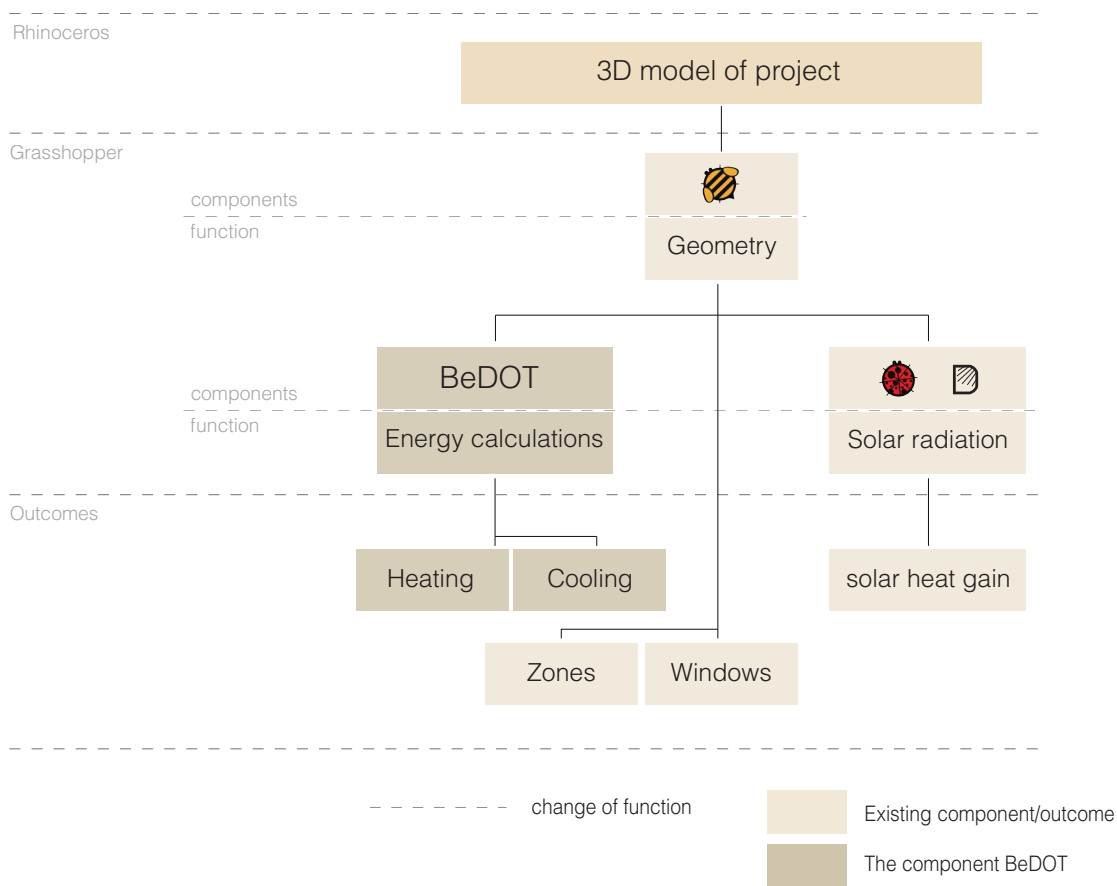 Rhinoceros
3D model of project
Grasshopper
components
function
Geometry
BeDOT
components
function
Energy calculations
Solar radiation
Outcomes
Heating
Cooling
solar heat gain
Zones
Windows
change of function
Existing component/outcome
The component BeDOT